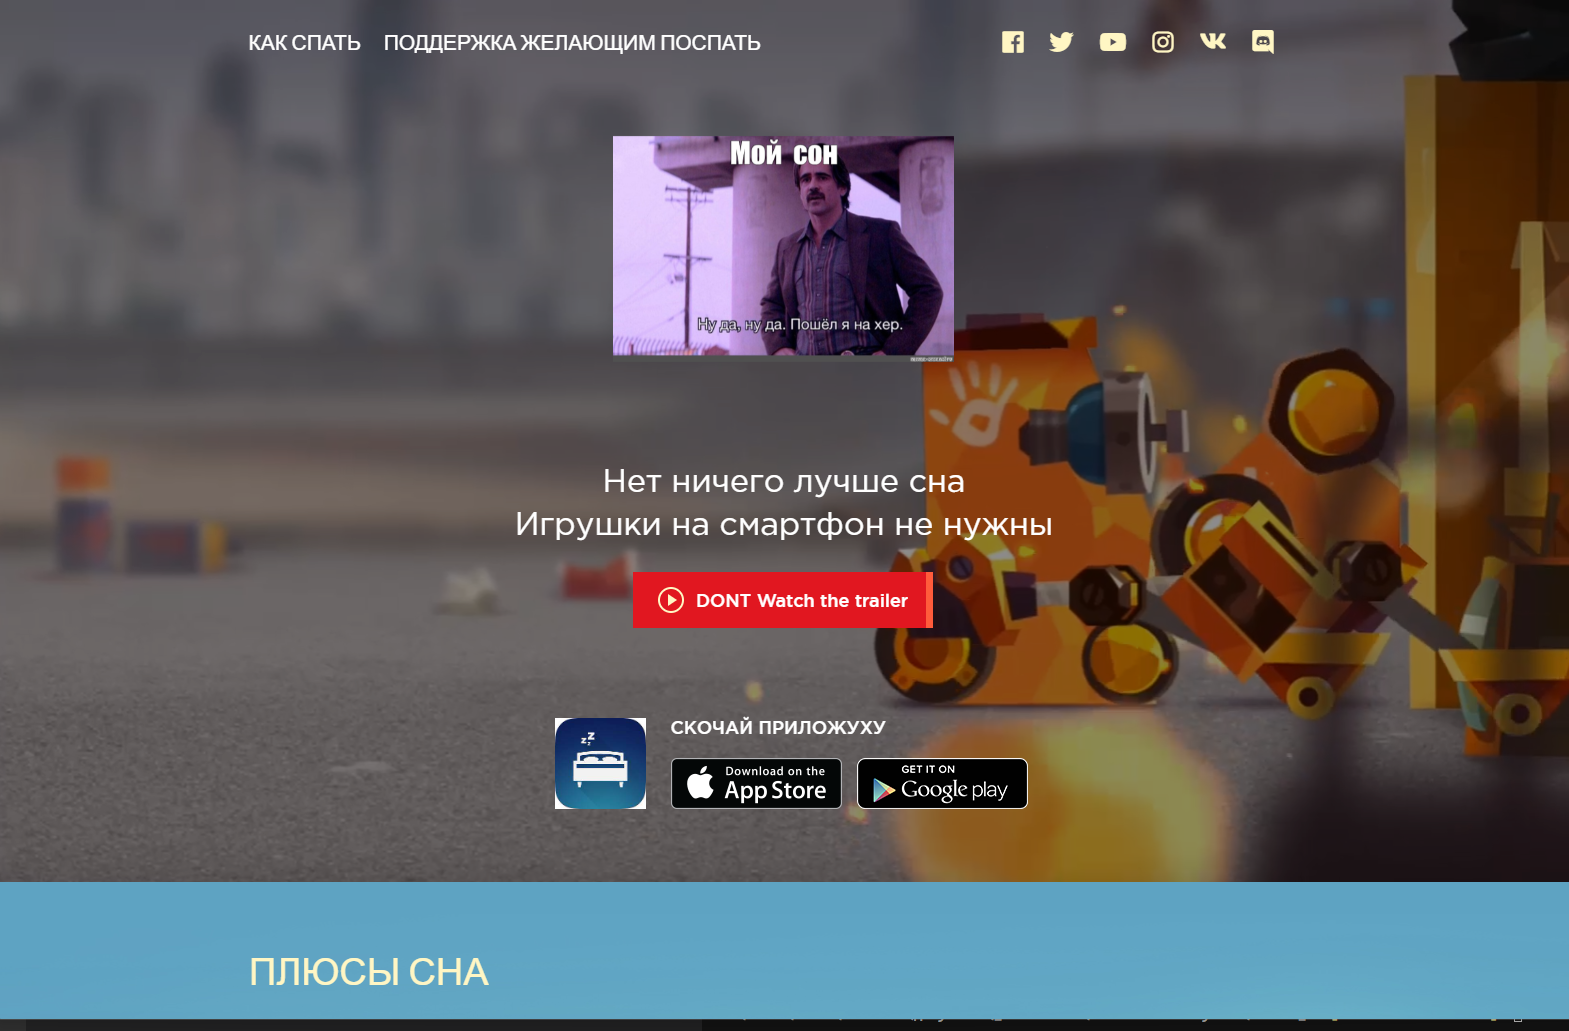 КАК СПАТЬ ПОДДЕРЖКА ЖЕЛАЮЩИМ ПОСПАТЬ
Мой сон
Ну да, ну да. Пошёл я на хер.
Нет ничего лучше сна
Игрушки на смартфон не нужны
DONT Watch the trailer
СКОЧАЙ ПРИЛОЖУХУ
zzz
Download on the
App Store
GET IT ON
Google play
ПЛЮСЫ СНА